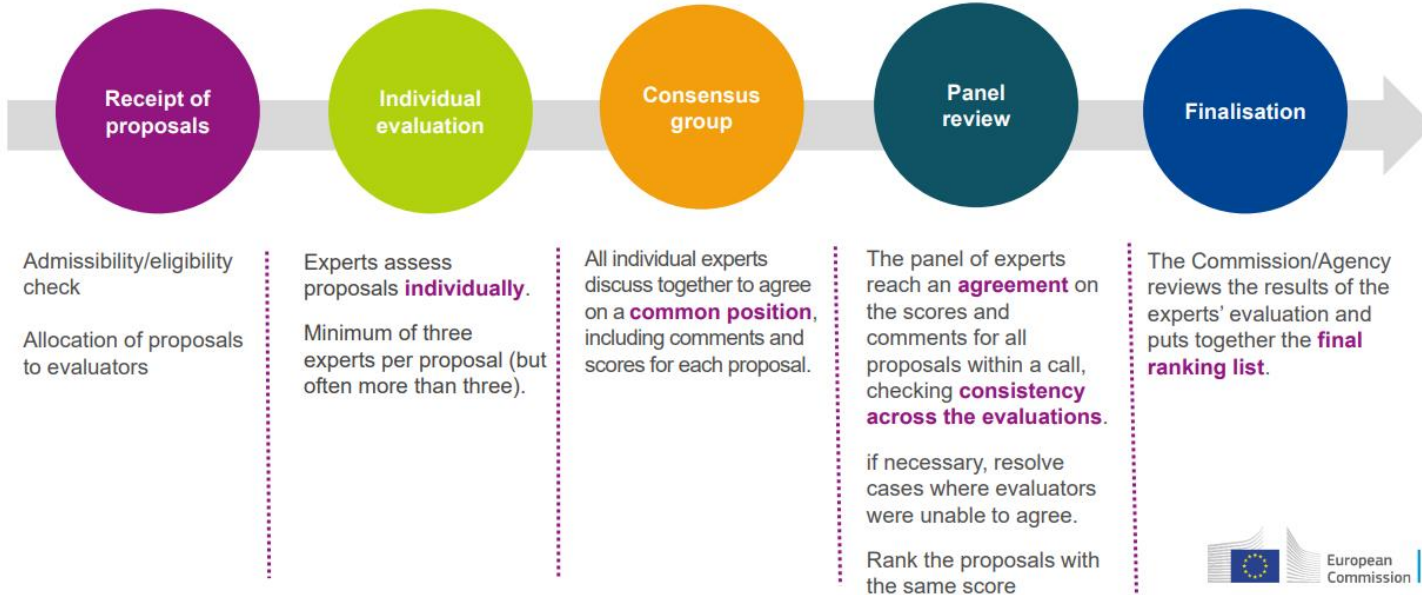 Receipt of
proposals
Individual
evaluation
Consensus
group
Panel
review
Finalisation
Admissibility/eligibility
check
Allocation of proposals
to evaluators
Experts assess
proposals individually.
Minimum of three
experts per proposal (but
often more than three).
All individual experts
discuss together to agree
on a common position,
including comments and
scores for each proposal.
The panel of experts
reach an agreement on
the scores and
comments for all
proposals within a call,
checking consistency
across the evaluations.
if necessary, resolve
cases where evaluators
were unable to agree.
Rank the proposals with
the same score
The Commission/Agency
reviews the results of the
experts’ evaluation and
puts together the final
ranking list.
European
Commission